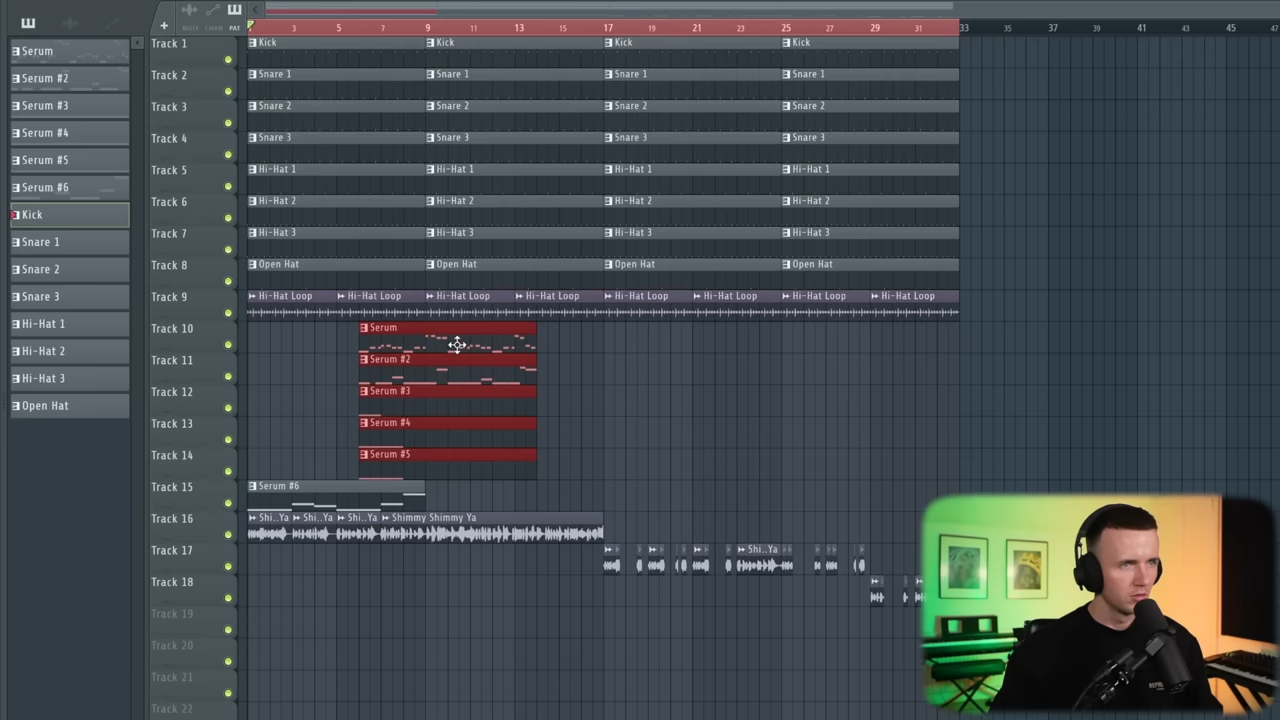 NOTE CHAN PAT
1 3 5 7 9 11 13 15 17 19 21 23 25 27 29 31 33 35 37 39 41 43 45 47
Serum
Serum #2
Serum #3
Serum #4
Serum #5
Serum #6
Kick
Snare 1
Snare 2
Snare 3
Hi-Hat 1
Hi-Hat 2
Hi-Hat 3
Open Hat
Track 1 Kick Kick Kick Kick
Track 2 Snare 1 Snare 1 Snare 1 Snare 1
Track 3 Snare 2 Snare 2 Snare 2 Snare 2
Track 4 Snare 3 Snare 3 Snare 3 Snare 3
Track 5 Hi-Hat 1 Hi-Hat 1 Hi-Hat 1 Hi-Hat 1
Track 6 Hi-Hat 2 Hi-Hat 2 Hi-Hat 2 Hi-Hat 2
Track 7 Hi-Hat 3 Hi-Hat 3 Hi-Hat 3 Hi-Hat 3
Track 8 Open Hat Open Hat Open Hat Open Hat
Track 9 Hi-Hat Loop Hi-Hat Loop Hi-Hat Loop Hi-Hat Loop Hi-Hat Loop Hi-Hat Loop Hi-Hat Loop Hi-Hat Loop
Track 10 Serum
Track 11 Serum #2
Track 12 Serum #3
Track 13 Serum #4
Track 14 Serum #5
Track 15 Serum #6
Track 16 Shi..Ya Shi..Ya Shi..Ya Shimmy Shimmy Ya
Track 17 Shi..Ya
Track 18
Track 19
Track 20
Track 21
Track 22